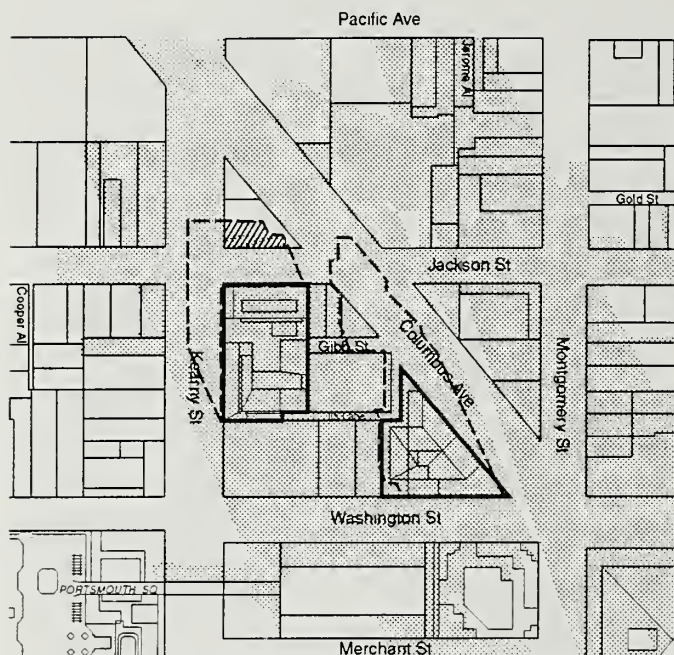 Pacific Ave
Jerome Al
Gold St
Jackson St
Cooper Al
Kearny St
Gibb St
Columbus Ave
Montgomery St
Washington St
PORTSMOUTH SQ
Merchant St